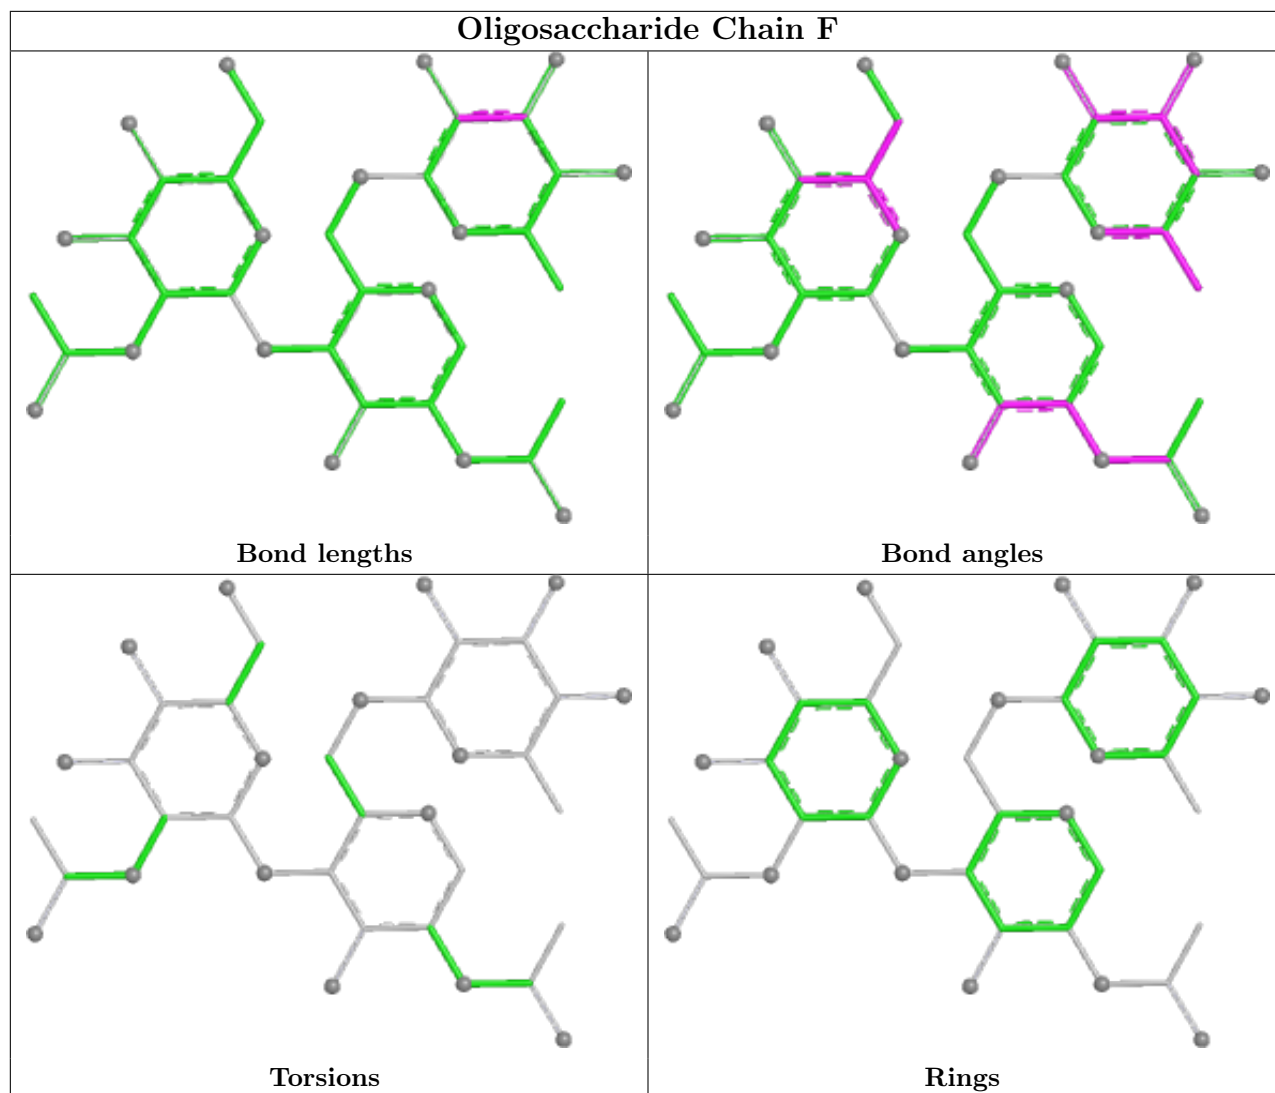 Oligosaccharide Chain F
Bond lengths
Bond angles
Torsions
Rings